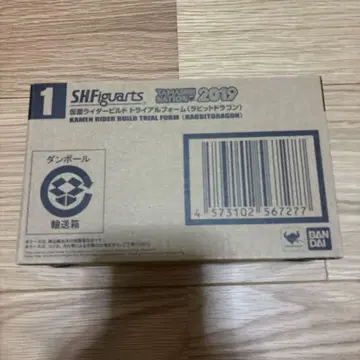 1
S.H.Figuarts TAMASHII NATION 2019
仮面ライダービルド トライアルフォーム(ラビットドラゴン)
KAMEN RIDER BUILD TRIAL FORM (RABBITDRAGON)
ダンボール
輸送箱
4 573102 567277
BANDAI